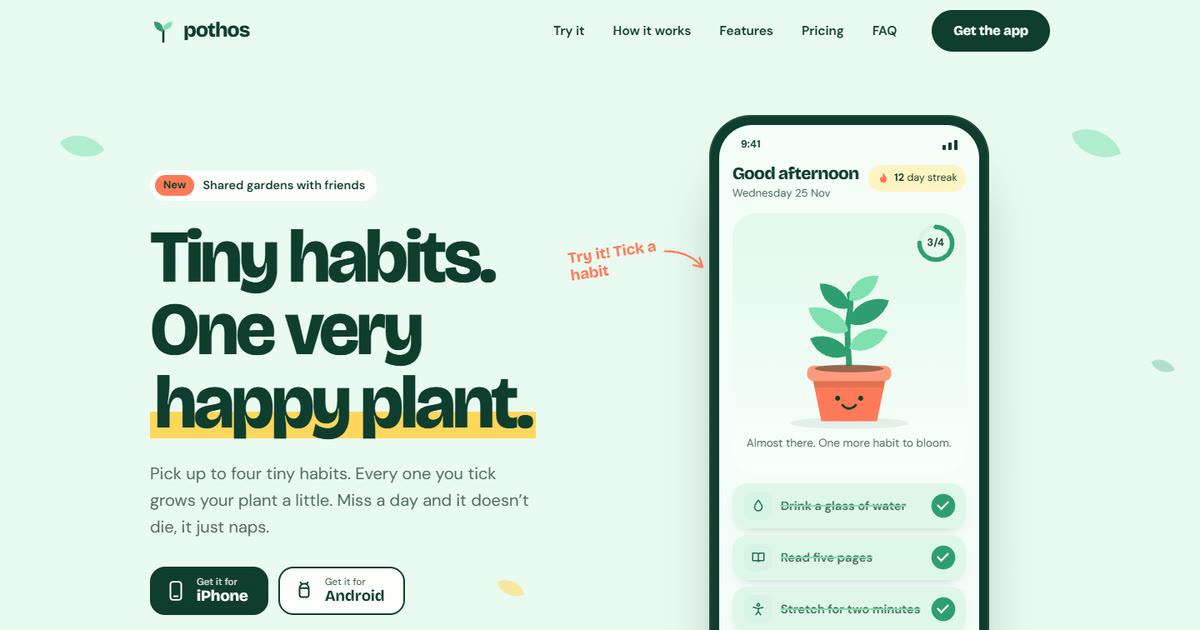 pothos
Try it
How it works
Features
Pricing
FAQ
Get the app
New
Shared gardens with friends
Tiny habits.
One very
happy plant.
Pick up to four tiny habits. Every one you tick
grows your plant a little. Miss a day and it doesn’t
die, it just naps.
Get it for
iPhone
Get it for
Android
Try it! Tick a
habit
9:41
Good afternoon
Wednesday 25 Nov
12 day streak
3/4
Almost there. One more habit to bloom.
Drink a glass of water
Read five pages
Stretch for two minutes